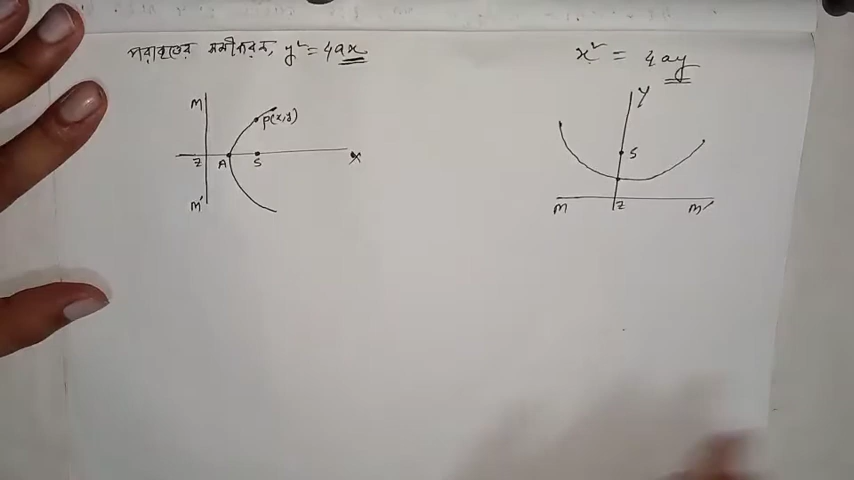 পরাবৃত্তের সমীকরণ, y² = 4ax
M
P(x,y)
Z A S X
M'
x² = 4ay
Y
S
M Z M'